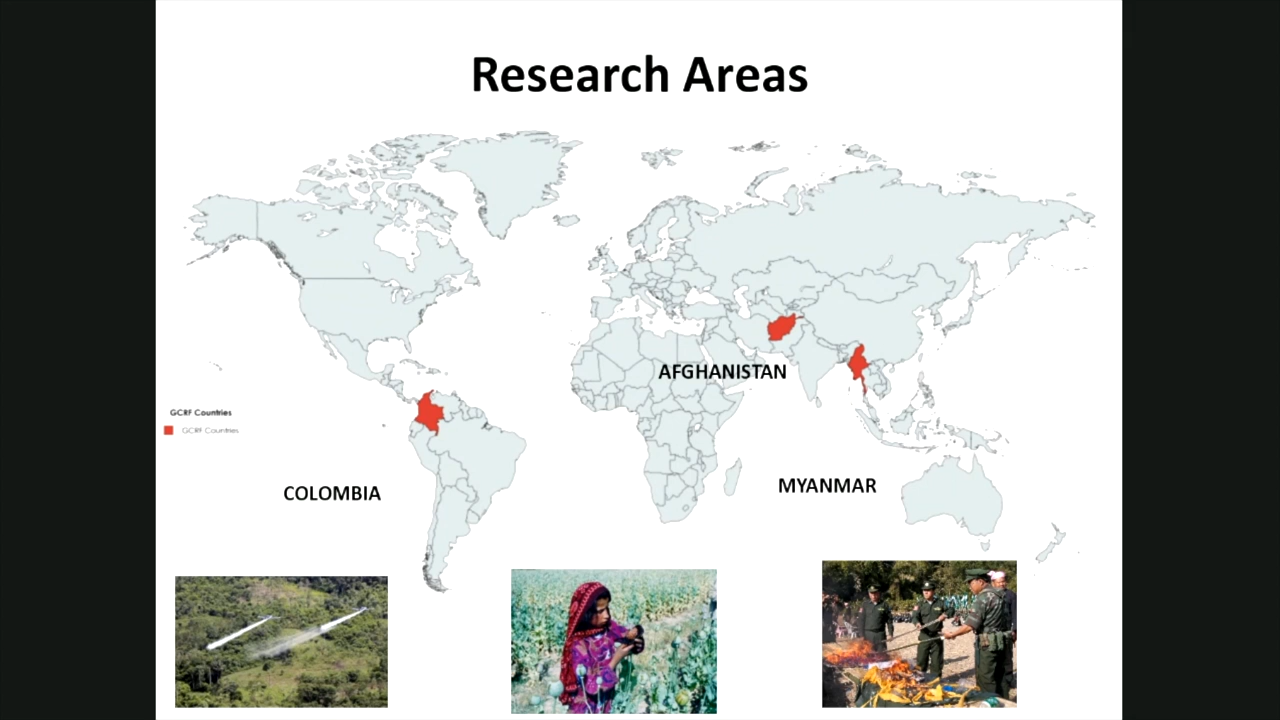 Research Areas
AFGHANISTAN
GCRF Countries
GCRF Countries
COLOMBIA
MYANMAR